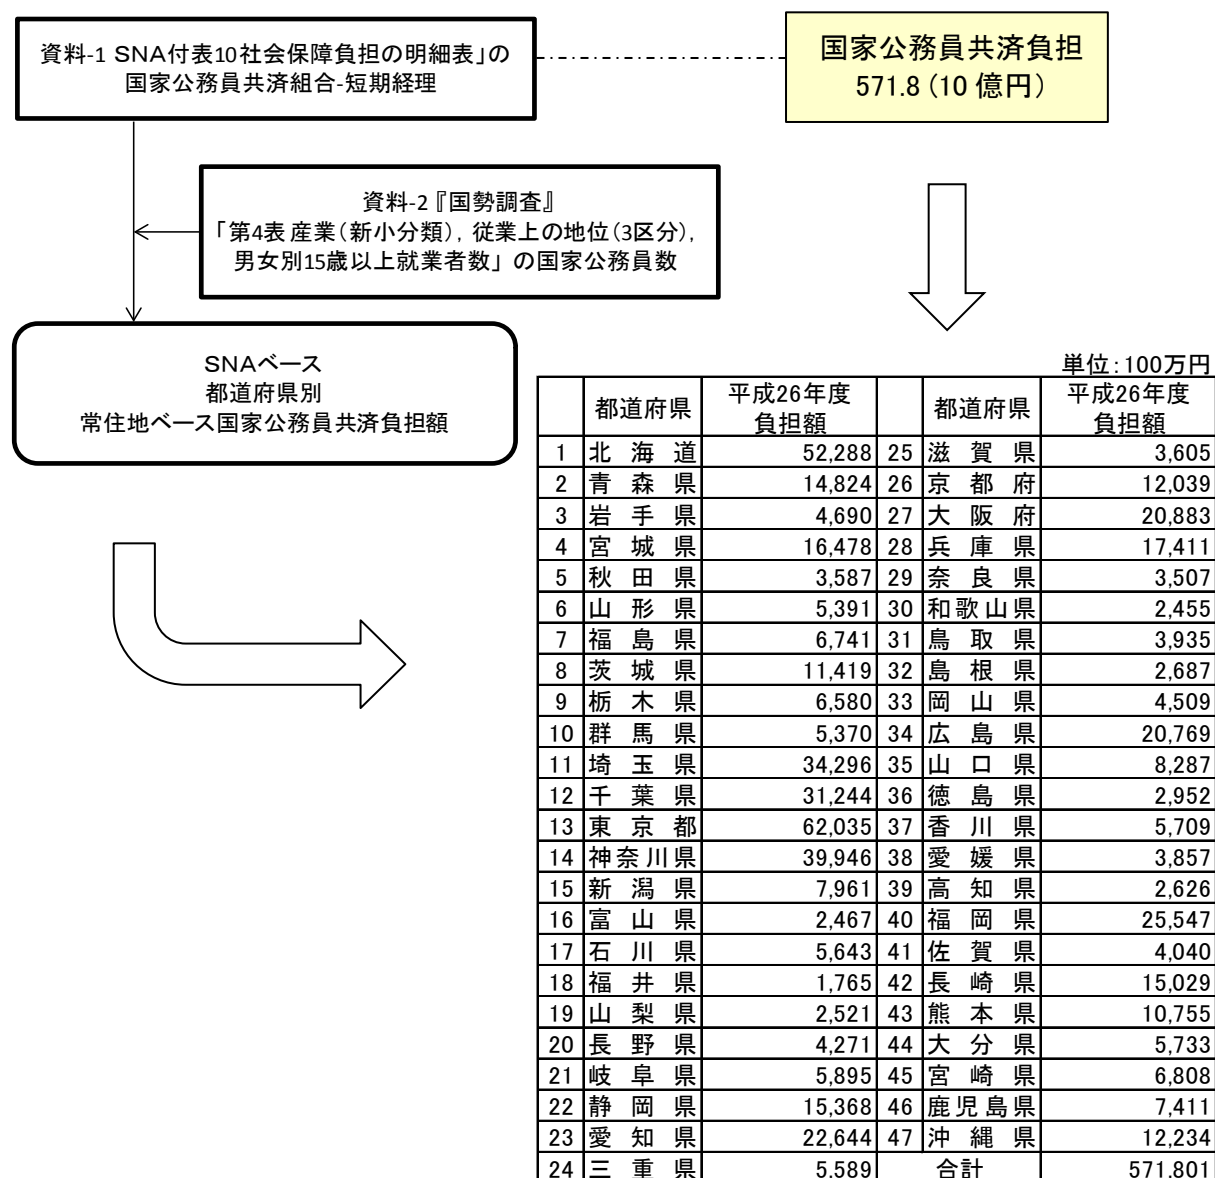 資料-1 SNA付表10社会保障負担の明細表」の
国家公務員共済組合-短期経理
国家公務員共済負担
571.8（10 億円）
資料-2『国勢調査』
「第4表 産業（新小分類），従業上の地位（3区分），
男女別15歳以上就業者数」の国家公務員数
SNAベース
都道府県別
常住地ベース国家公務員共済負担額
単位：100万円
都道府県 平成26年度 負担額 都道府県 平成26年度 負担額
1 北海道 52,288 25 滋賀県 3,605
2 青森県 14,824 26 京都府 12,039
3 岩手県 4,690 27 大阪府 20,883
4 宮城県 16,478 28 兵庫県 17,411
5 秋田県 3,587 29 奈良県 3,507
6 山形県 5,391 30 和歌山県 2,455
7 福島県 6,741 31 鳥取県 3,935
8 茨城県 11,419 32 島根県 2,687
9 栃木県 6,580 33 岡山県 4,509
10 群馬県 5,370 34 広島県 20,769
11 埼玉県 34,296 35 山口県 8,287
12 千葉県 31,244 36 徳島県 2,952
13 東京都 62,035 37 香川県 5,709
14 神奈川県 39,946 38 愛媛県 3,857
15 新潟県 7,961 39 高知県 2,626
16 富山県 2,467 40 福岡県 25,547
17 石川県 5,643 41 佐賀県 4,040
18 福井県 1,765 42 長崎県 15,029
19 山梨県 2,521 43 熊本県 10,755
20 長野県 4,271 44 大分県 5,733
21 岐阜県 5,895 45 宮崎県 6,808
22 静岡県 15,368 46 鹿児島県 7,411
23 愛知県 22,644 47 沖縄県 12,234
24 三重県 5,589 合計 571,801